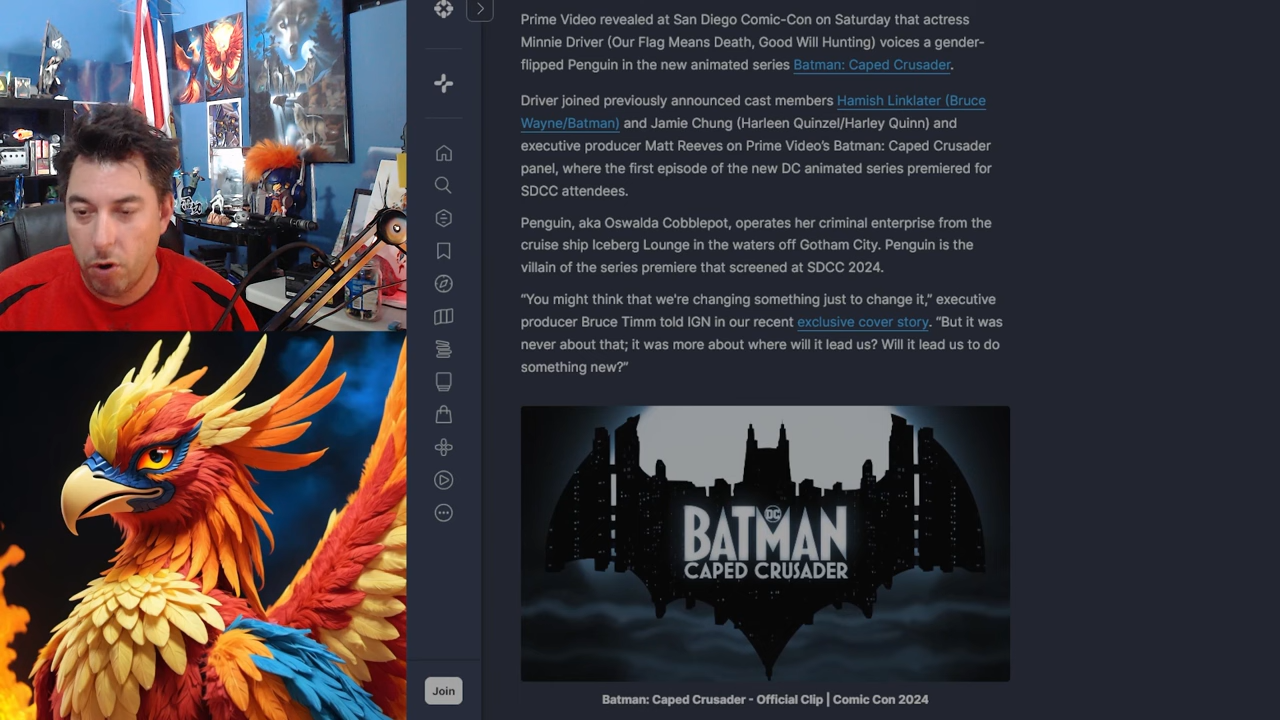 Prime Video revealed at San Diego Comic-Con on Saturday that actress
Minnie Driver (Our Flag Means Death, Good Will Hunting) voices a gender-
flipped Penguin in the new animated series Batman: Caped Crusader.
Driver joined previously announced cast members Hamish Linklater (Bruce
Wayne/Batman) and Jamie Chung (Harleen Quinzel/Harley Quinn) and
executive producer Matt Reeves on Prime Video’s Batman: Caped Crusader
panel, where the first episode of the new DC animated series premiered for
SDCC attendees.
Penguin, aka Oswalda Cobblepot, operates her criminal enterprise from the
cruise ship Iceberg Lounge in the waters off Gotham City. Penguin is the
villain of the series premiere that screened at SDCC 2024.
“You might think that we're changing something just to change it,” executive
producer Bruce Timm told IGN in our recent exclusive cover story. “But it was
never about that; it was more about where will it lead us? Will it lead us to do
something new?”
DC
BATMAN
CAPED CRUSADER
Join
Batman: Caped Crusader - Official Clip | Comic Con 2024